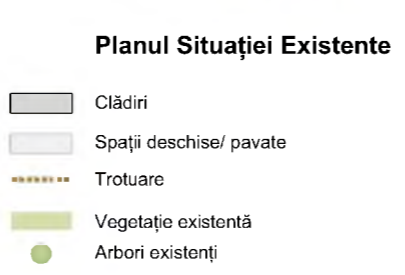 Planul Situației Existente
Clădiri
Spații deschise/ pavate
Trotuare
Vegetație existentă
Arbori existenți